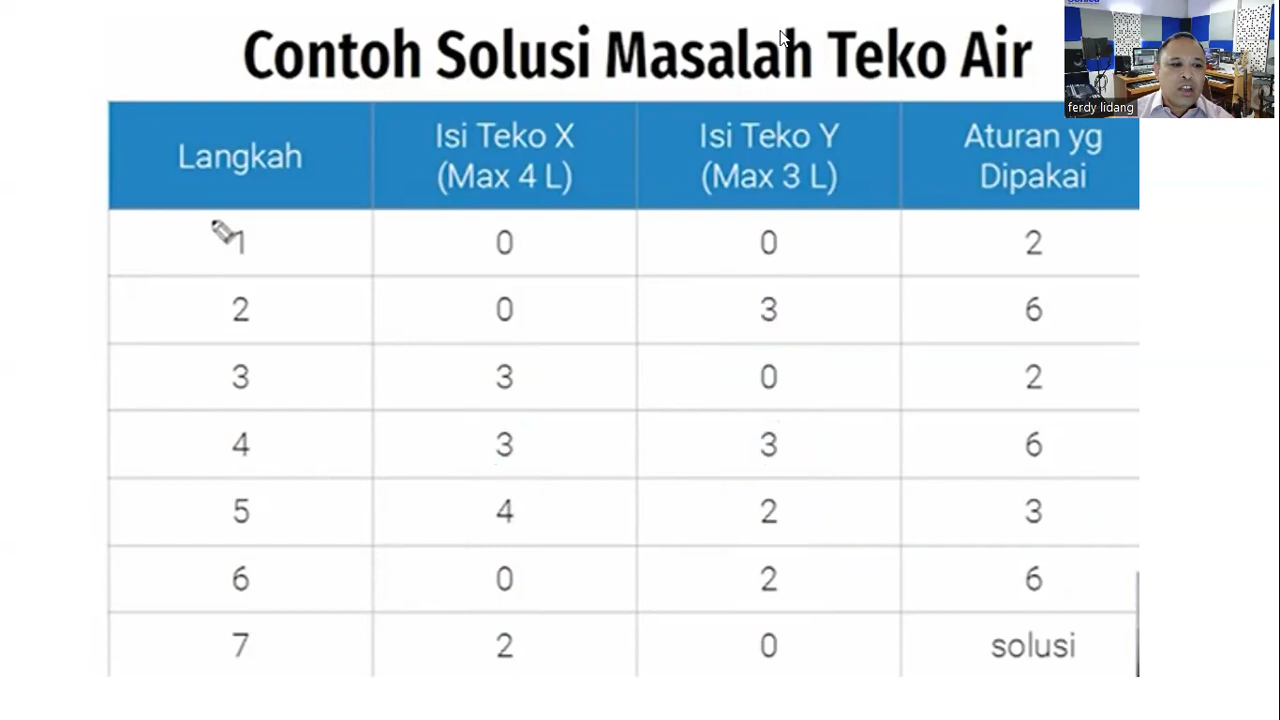 Contoh Solusi Masalah Teko Air
ferdy lidang
Langkah
Isi Teko X
(Max 4 L)
Isi Teko Y
(Max 3 L)
Aturan yg
Dipakai
1 0 0 2
2 0 3 6
3 3 0 2
4 3 3 6
5 4 2 3
6 0 2 6
7 2 0 solusi